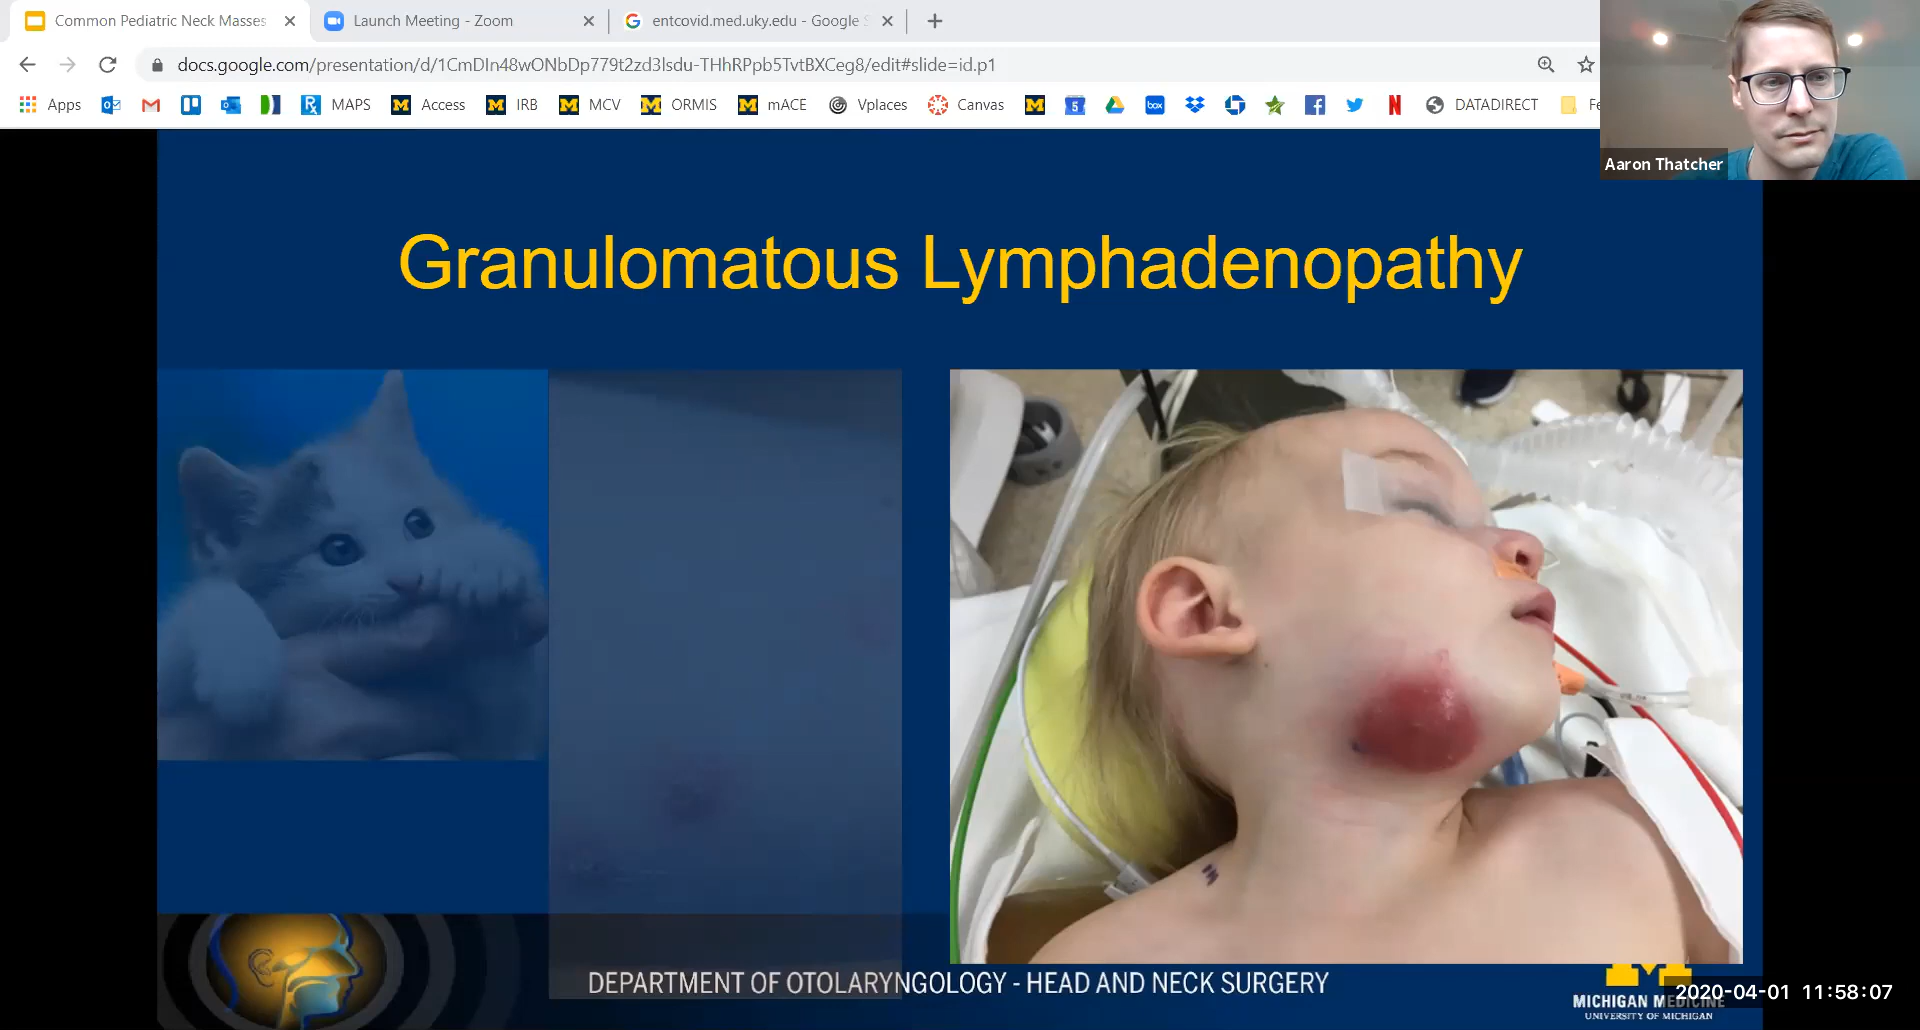 Common Pediatric Neck Masses
Launch Meeting - Zoom
entcovid.med.uky.edu - Google
docs.google.com/presentation/d/1CmDIn48wONbDp779t2zd3lsdu-THhRPpb5TvtBXCeg8/edit#slide=id.p1
Apps MAPS Access IRB MCV ORMIS mACE Vplaces Canvas 5 box DATADIRECT
Aaron Thatcher
Granulomatous Lymphadenopathy
DEPARTMENT OF OTOLARYNGOLOGY - HEAD AND NECK SURGERY
MICHIGAN MEDICINE
UNIVERSITY OF MICHIGAN
2020-04-01 11:58:07